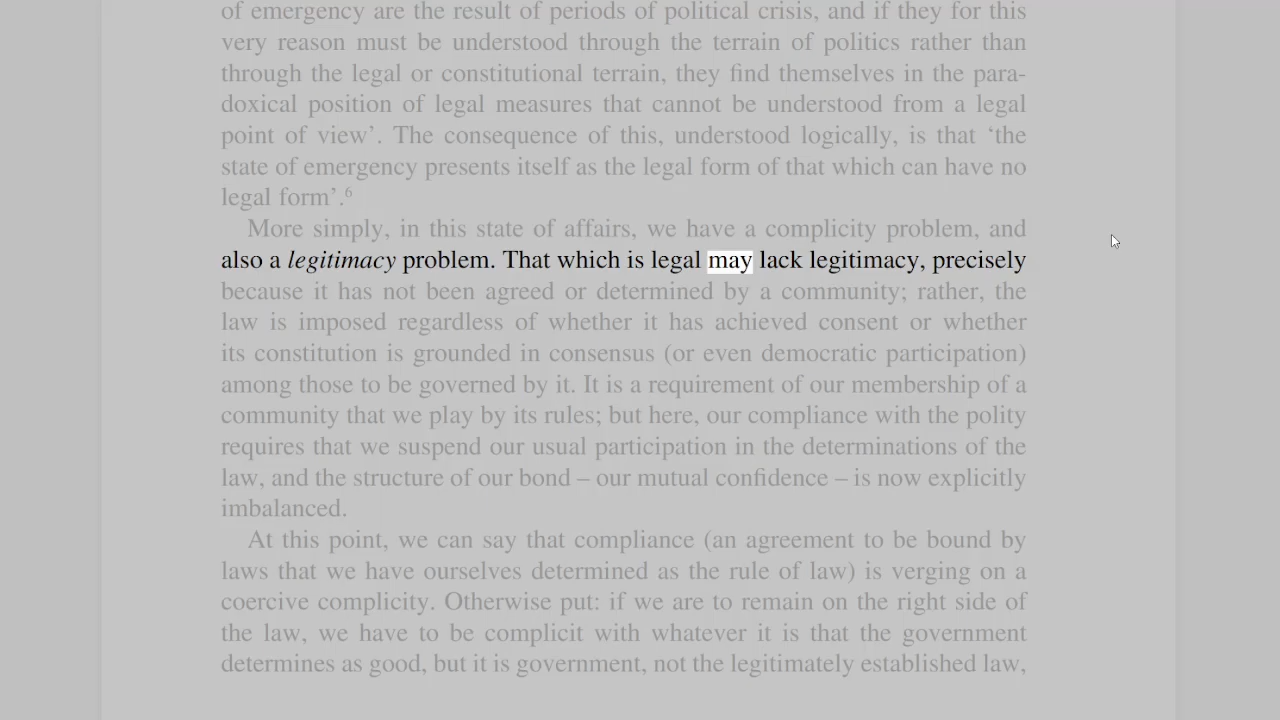 of emergency are the result of periods of political crisis, and if they for this
very reason must be understood through the terrain of politics rather than
through the legal or constitutional terrain, they find themselves in the para-
doxical position of legal measures that cannot be understood from a legal
point of view’. The consequence of this, understood logically, is that ‘the
state of emergency presents itself as the legal form of that which can have no
legal form’.⁶
More simply, in this state of affairs, we have a complicity problem, and
also a legitimacy problem. That which is legal may lack legitimacy, precisely
because it has not been agreed or determined by a community; rather, the
law is imposed regardless of whether it has achieved consent or whether
its constitution is grounded in consensus (or even democratic participation)
among those to be governed by it. It is a requirement of our membership of a
community that we play by its rules; but here, our compliance with the polity
requires that we suspend our usual participation in the determinations of the
law, and the structure of our bond – our mutual confidence – is now explicitly
imbalanced.
At this point, we can say that compliance (an agreement to be bound by
laws that we have ourselves determined as the rule of law) is verging on a
coercive complicity. Otherwise put: if we are to remain on the right side of
the law, we have to be complicit with whatever it is that the government
determines as good, but it is government, not the legitimately established law,